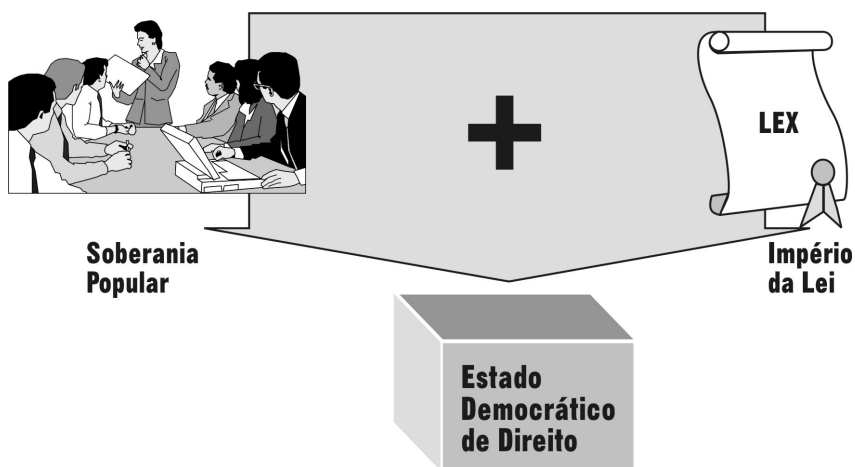 LEX
Soberania
Popular
Império
da Lei
Estado
Democrático
de Direito